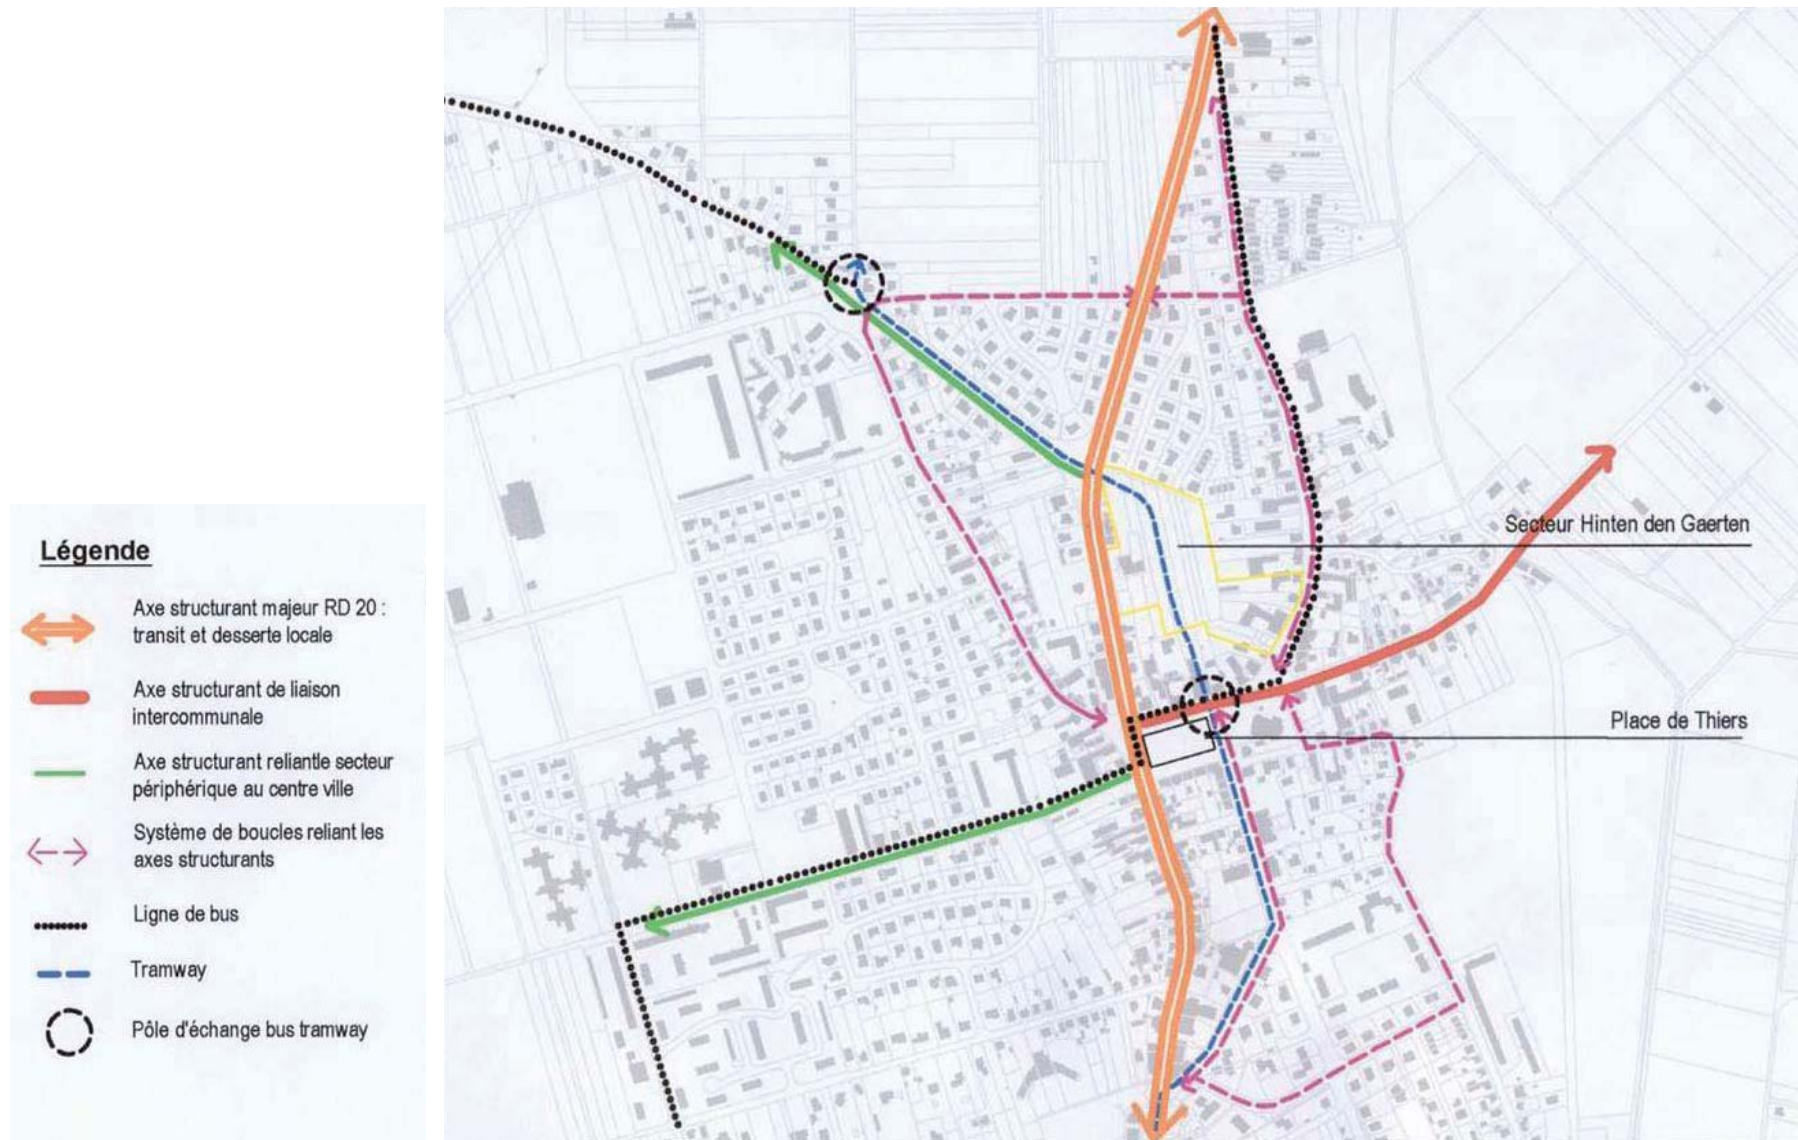 Légende
Axe structurant majeur RD 20 :
transit et desserte locale
Axe structurant de liaison
intercommunale
Axe structurant reliantle secteur
périphérique au centre ville
Système de boucles reliant les
axes structurants
Ligne de bus
Tramway
Pôle d'échange bus tramway
Secteur Hinten den Gaerten
Place de Thiers